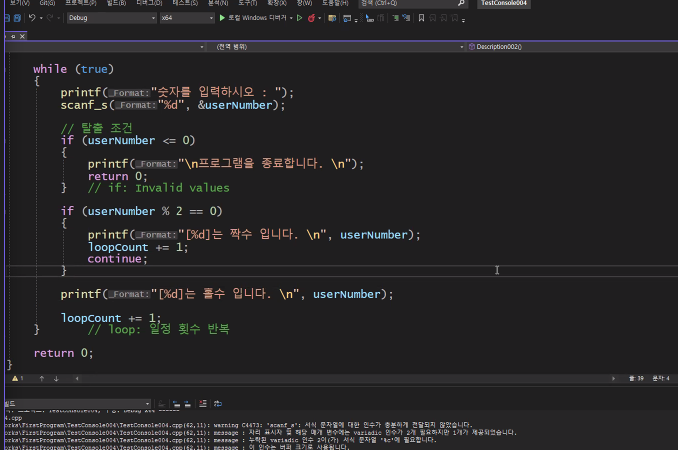 보기(V) Git(G) 프로젝트(P) 빌드(B) 디버그(D) 테스트(S) 분석(N) 도구(T) 확장(X) 창(W) 도움말(H) 검색 (Ctrl+Q) TestConsole004
Debug x64 로컬 Windows 디버거
(전역 범위) Description002()
while (true)
{
printf(_Format:"숫자를 입력하시오 : ");
scanf_s(_Format:"%d", &userNumber);
// 탈출 조건
if (userNumber <= 0)
{
printf(_Format:"\n프로그램을 종료합니다. \n");
return 0;
} // if: Invalid values
if (userNumber % 2 == 0)
{
printf(_Format:"[%d]는 짝수 입니다. \n", userNumber);
loopCount += 1;
continue;
}
printf(_Format:"[%d]는 홀수 입니다. \n", userNumber);
loopCount += 1;
} // loop: 일정 횟수 반복
return 0;
}
1 줄: 39 문자: 4
빌드
4.cpp
orks\FirstProgram\TestConsole004\TestConsole004.cpp(62,11): warning C4473: "scanf_s": 서식 문자열에 대한 인수가 충분하게 전달되지 않았습니다.
orks\FirstProgram\TestConsole004\TestConsole004.cpp(62,11): message : 자리 표시자 및 해당 매개 변수에는 variadic 인수가 2개 필요하지만 1개가 제공되었습니다.
orks\FirstProgram\TestConsole004\TestConsole004.cpp(62,11): message : 누락된 variadic 인수 2이(가) 서식 문자열 "%c"에 필요합니다.
orks\FirstProgram\TestConsole004\TestConsole004.cpp(62,11): message : 이 인수는 버퍼 크기로 사용됩니다.